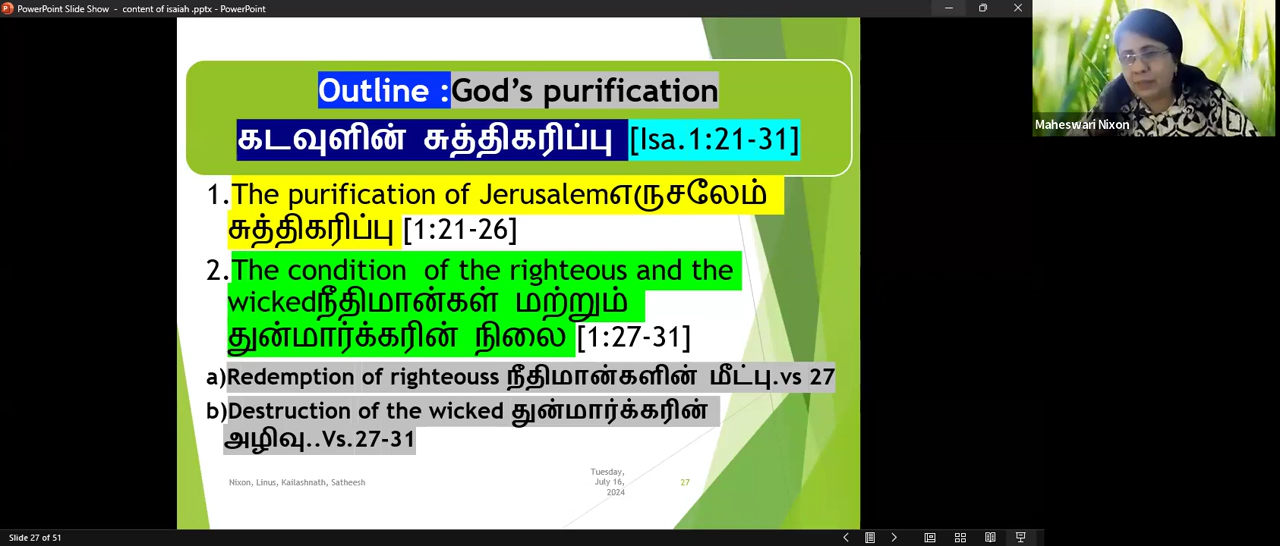 PowerPoint Slide Show - content of isaiah .pptx - PowerPoint
Maheswari Nixon
Outline :God's purification
கடவுளின் சுத்திகரிப்பு [Isa.1:21-31]
1.The purification of Jerusalemஎருசலேம்
சுத்திகரிப்பு [1:21-26]
2.The condition of the righteous and the
wickedநீதிமான்கள் மற்றும்
துன்மார்க்கரின் நிலை [1:27-31]
a)Redemption of righteouss நீதிமான்களின் மீட்பு.vs 27
b)Destruction of the wicked துன்மார்க்கரின்
அழிவு..Vs.27-31
Nixon, Linus, Kailashnath, Satheesh
Tuesday,
July 16,
2024
27
Slide 27 of 51